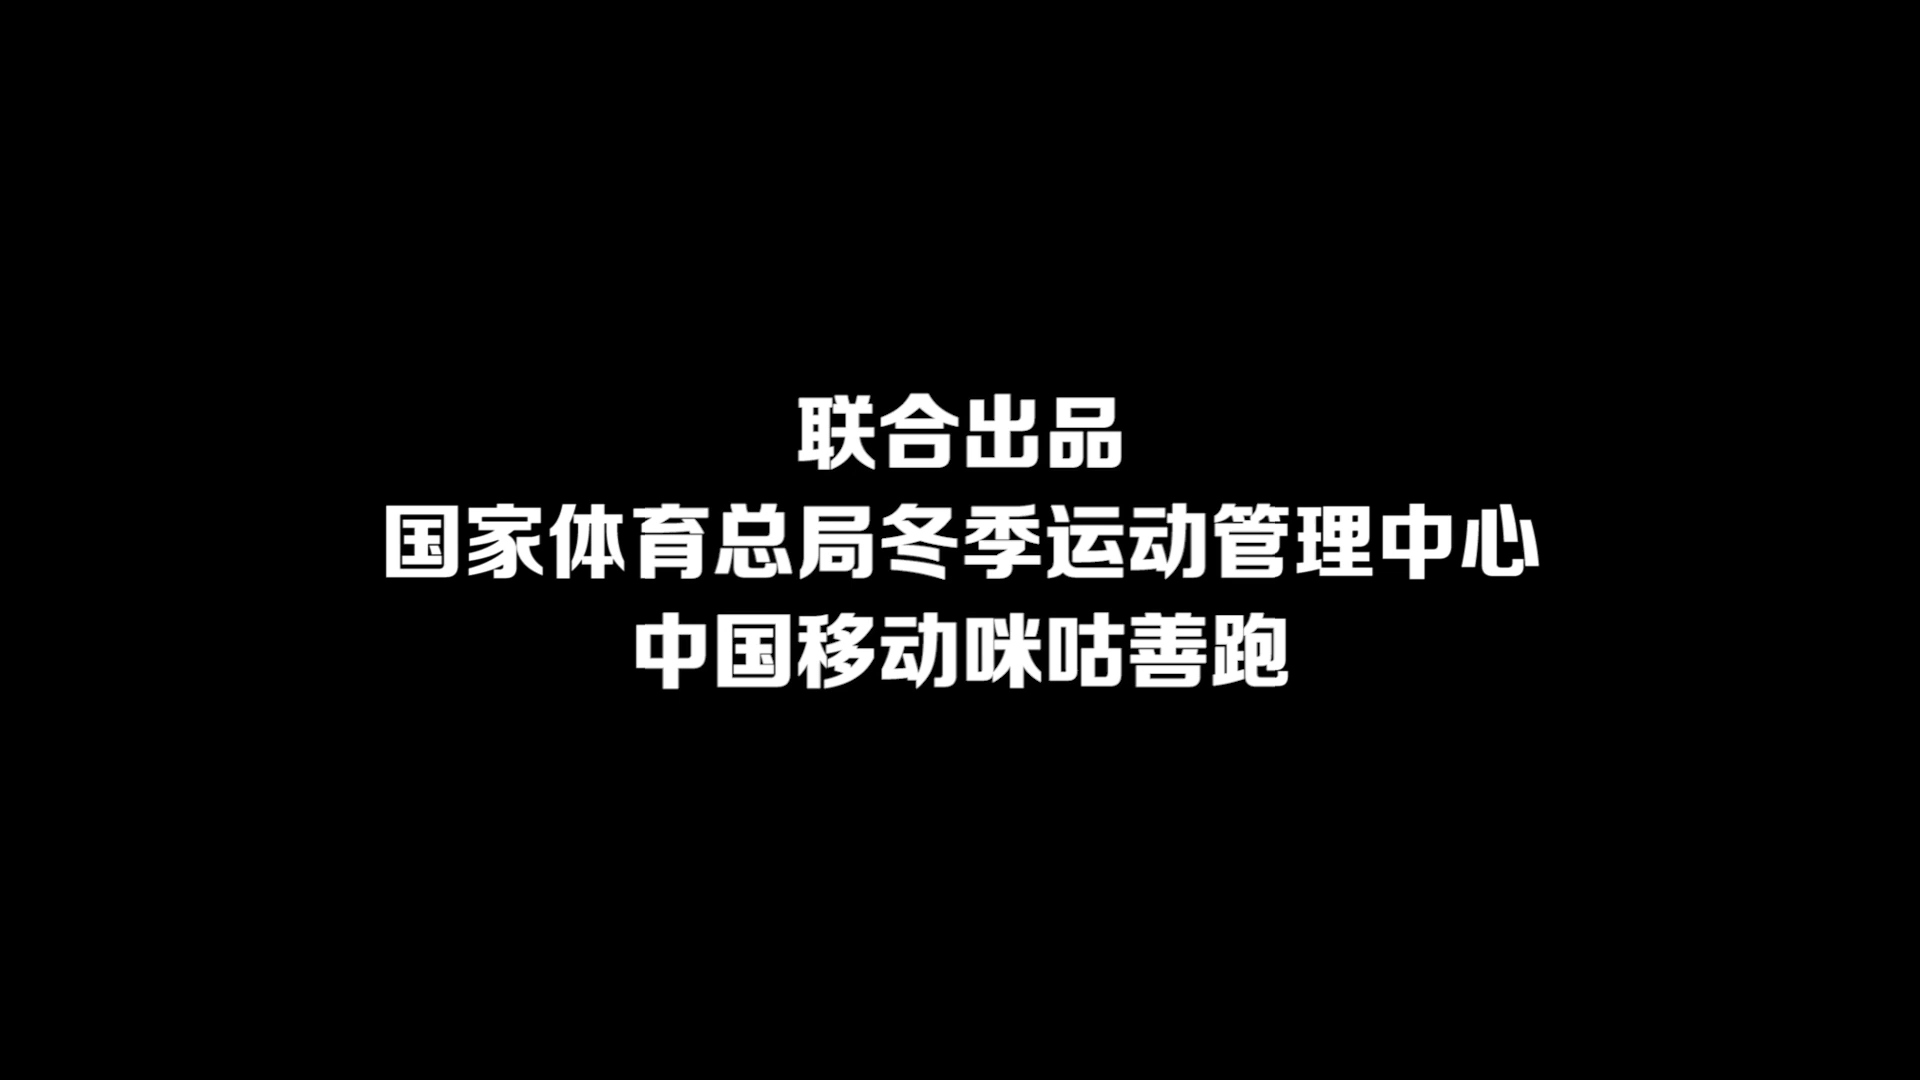 联合出品
国家体育总局冬季运动管理中心
中国移动咪咕善跑